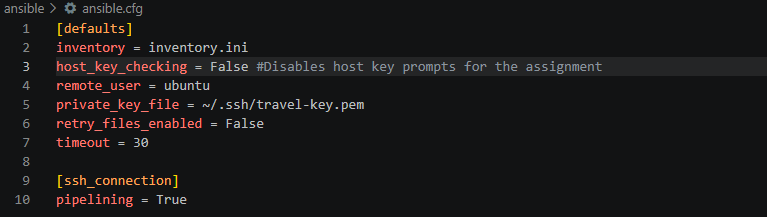 ansible > ansible.cfg
1 [defaults]
2 inventory = inventory.ini
3 host_key_checking = False #Disables host key prompts for the assignment
4 remote_user = ubuntu
5 private_key_file = ~/.ssh/travel-key.pem
6 retry_files_enabled = False
7 timeout = 30
8
9 [ssh_connection]
10 pipelining = True